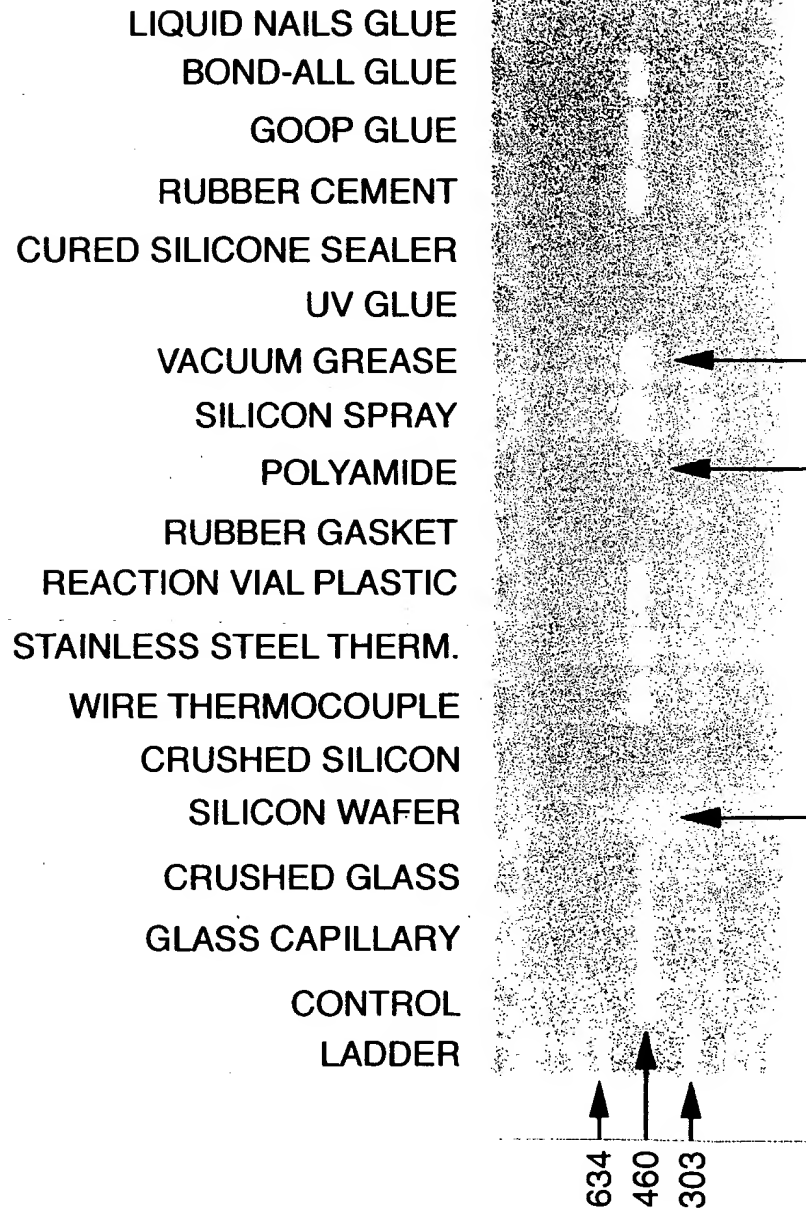 LIQUID NAILS GLUE
BOND-ALL GLUE
GOOP GLUE
RUBBER CEMENT
CURED SILICONE SEALER
UV GLUE
VACUUM GREASE
SILICON SPRAY
POLYAMIDE
RUBBER GASKET
REACTION VIAL PLASTIC
STAINLESS STEEL THERM.
WIRE THERMOCOUPLE
CRUSHED SILICON
SILICON WAFER
CRUSHED GLASS
GLASS CAPILLARY
CONTROL
LADDER
634
460
303